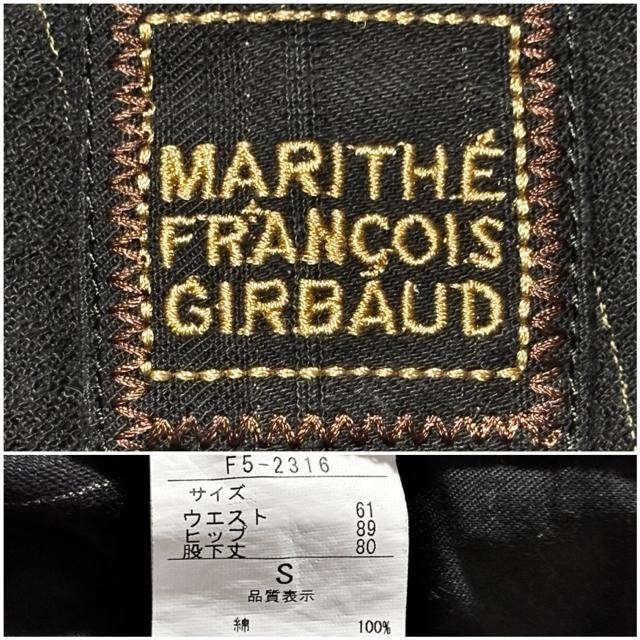 MARITHÉ
FRANÇOIS
GIRBAUD
F5-2316
サイズ
ウエスト 61
ヒップ 89
股下丈 80
S
品質表示
綿 100%